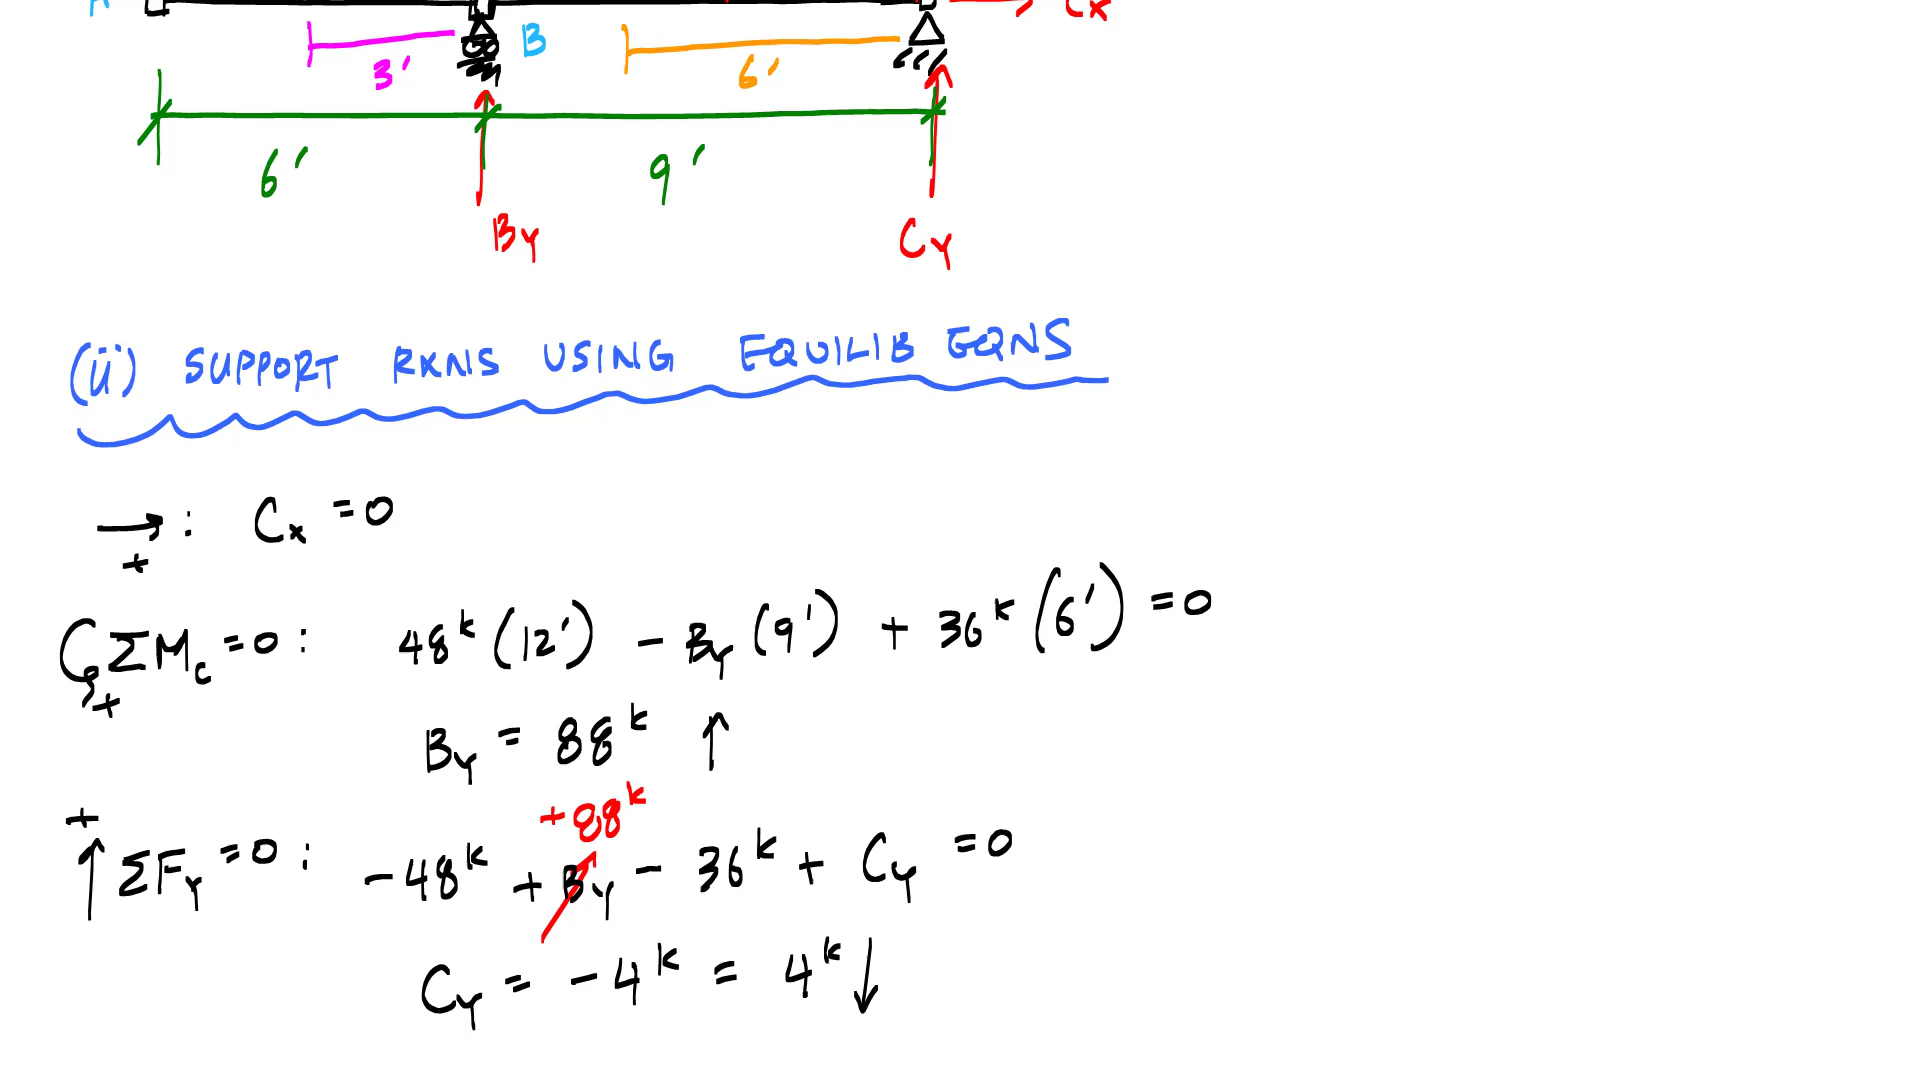 A Cx
B
3' 6'
6' 9'
By Cy
(ii) SUPPORT RXNS USING EQUILIB EQNS
→+ : Cx = 0
↺+ ΣMc = 0 : 48ᵏ (12') - By (9') + 36ᵏ (6') = 0
By = 88ᵏ ↑
+88ᵏ
+↑ ΣFy = 0 : -48ᵏ + By - 36ᵏ + Cy = 0
Cy = -4ᵏ = 4ᵏ ↓